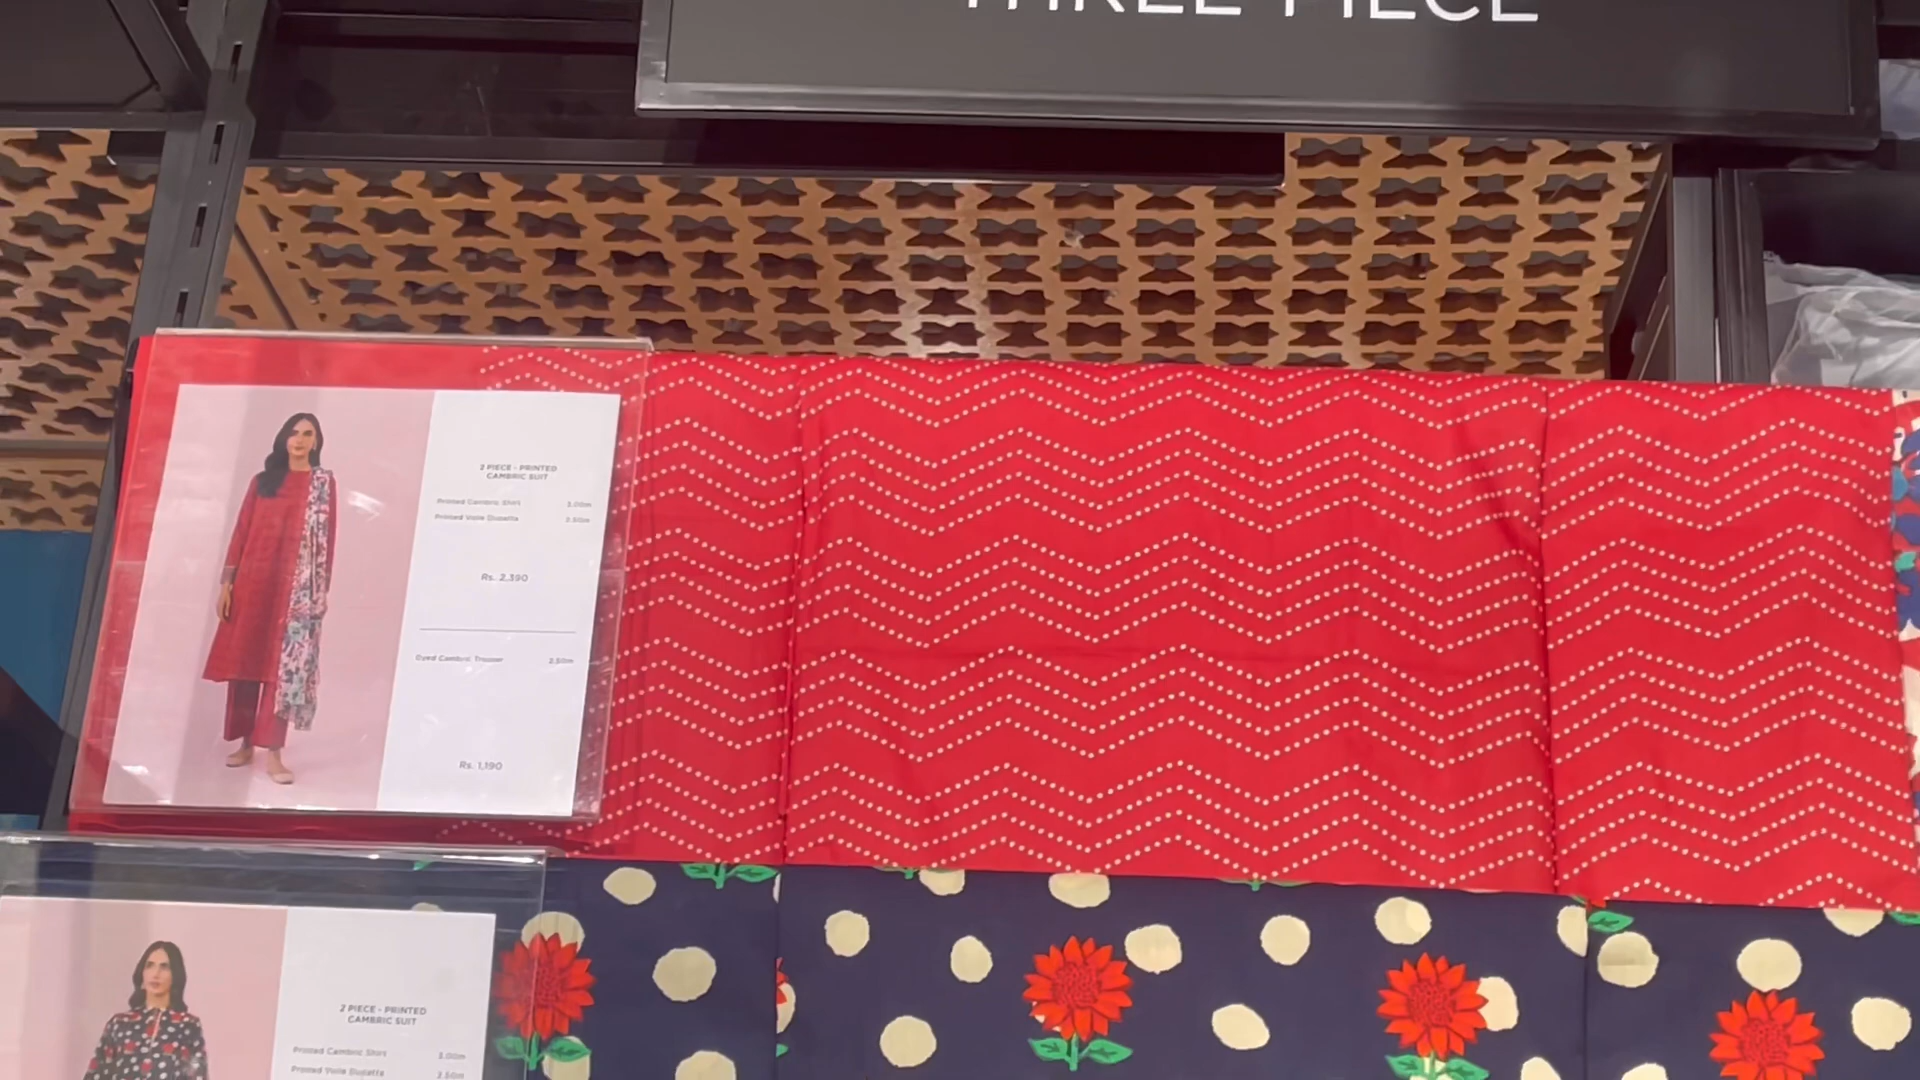 THREE PIECE
2 PIECE - PRINTED
CAMBRIC SUIT
Printed Cambric Shirt 3.00m
Printed Voile Dupatta 2.50m
Rs. 2,390
Dyed Cambric Trouser 2.50m
Rs. 1,190
2 PIECE - PRINTED
CAMBRIC SUIT
Printed Cambric Shirt 3.00m
Printed Voile Dupatta 2.50m